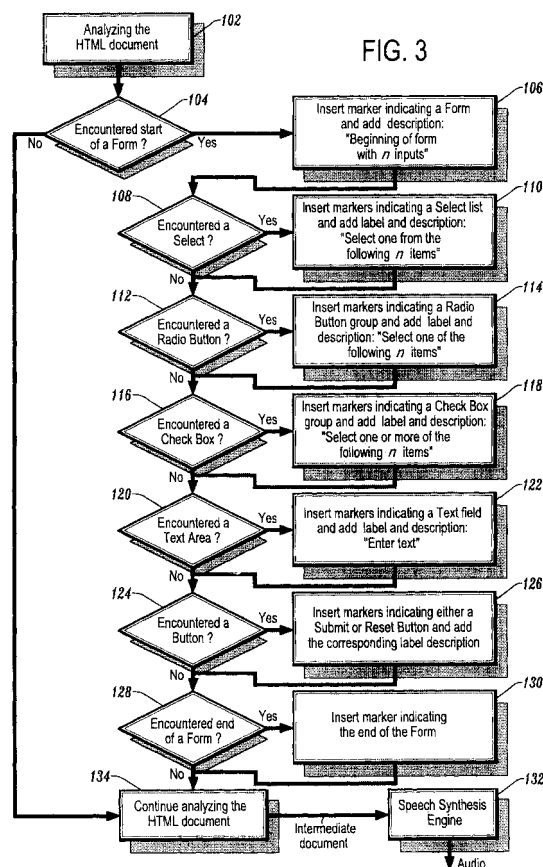 FIG. 3
102
Analyzing the
HTML document
104
Encountered start
of a Form ?
No
Yes
106
Insert marker indicating a Form
and add description:
"Beginning of form
with n inputs"
108
Encountered a
Select ?
Yes
No
110
Insert markers indicating a Select list
and add label and description:
"Select one from the
following n items"
112
Encountered a
Radio Button ?
Yes
No
114
Insert markers indicating a Radio
Button group and add label and
description: "Select one of the
following n items"
116
Encountered a
Check Box ?
Yes
No
118
Insert markers indicating a Check Box
group and add label and description:
"Select one or more of the
following n items"
120
Encountered a
Text Area ?
Yes
No
122
Insert markers indicating a Text field
and add label and description:
"Enter text"
124
Encountered a
Button ?
Yes
No
126
Insert markers indicating either a
Submit or Reset Button and add
the corresponding label description
128
Encountered end
of a Form ?
Yes
No
130
Insert marker indicating
the end of the Form
134
Continue analyzing the
HTML document
Intermediate
document
132
Speech Synthesis
Engine
Audio